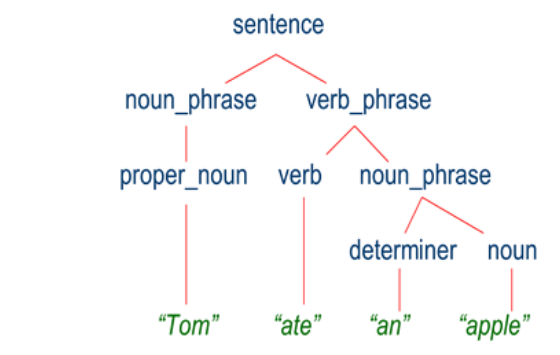 sentence
noun_phrase verb_phrase
proper_noun verb noun_phrase
determiner noun
“Tom” “ate” “an” “apple”